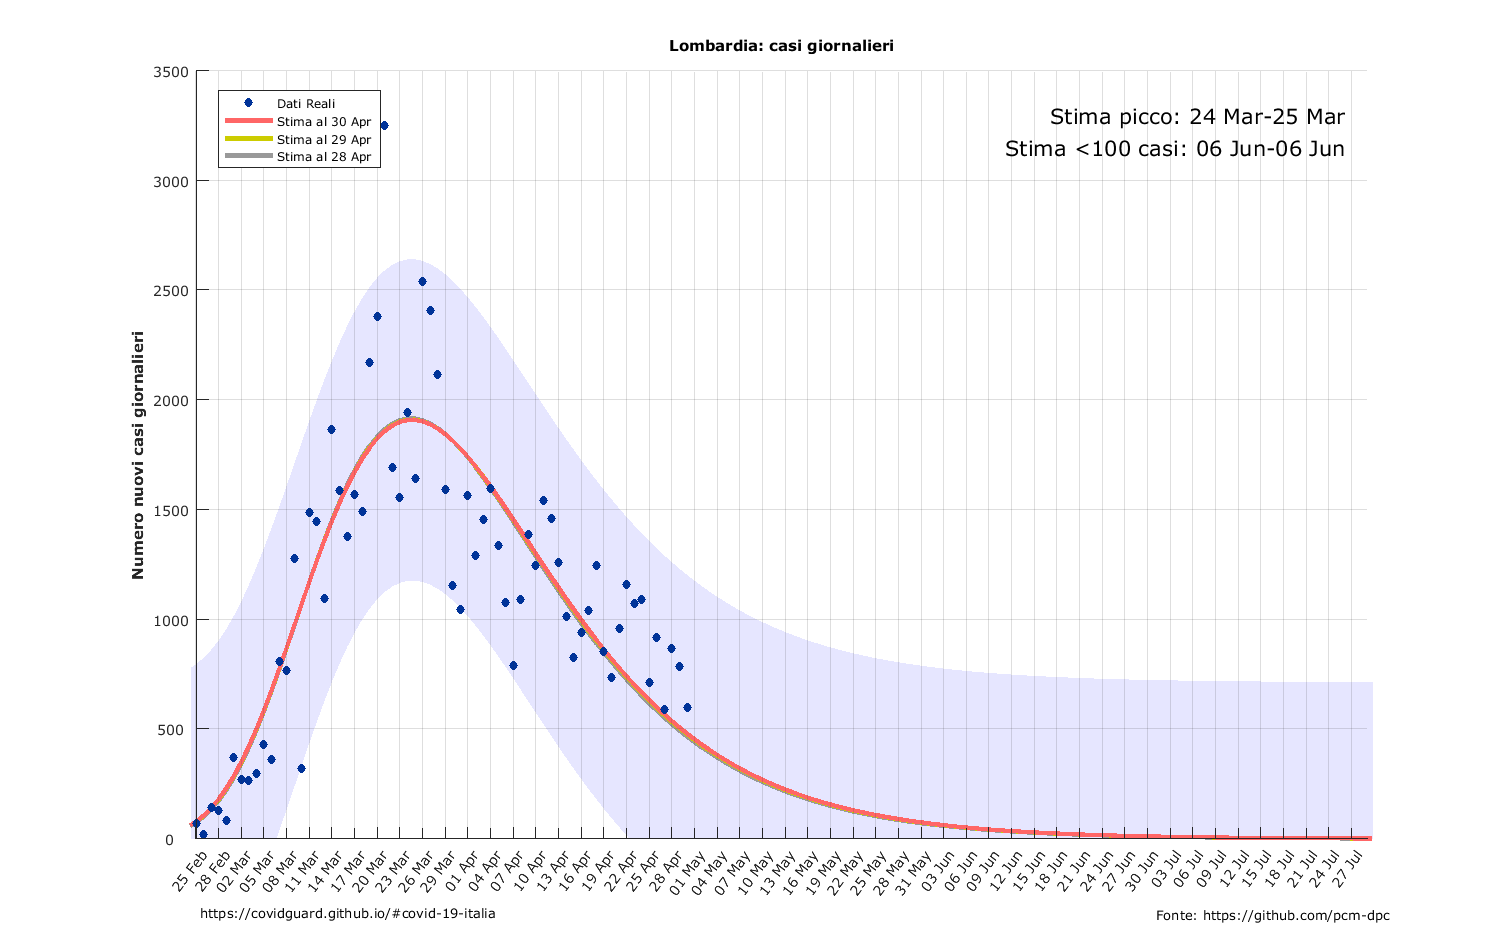 Lombardia: casi giornalieri
3500
3000
2500
2000
1500
1000
500
0
Numero nuovi casi giornalieri
Dati Reali
Stima al 30 Apr
Stima al 29 Apr
Stima al 28 Apr
Stima picco: 24 Mar-25 Mar
Stima <100 casi: 06 Jun-06 Jun
25 Feb
28 Feb
02 Mar
05 Mar
08 Mar
11 Mar
14 Mar
17 Mar
20 Mar
23 Mar
26 Mar
29 Mar
01 Apr
04 Apr
07 Apr
10 Apr
13 Apr
16 Apr
19 Apr
22 Apr
25 Apr
28 Apr
01 May
04 May
07 May
10 May
13 May
16 May
19 May
22 May
25 May
28 May
31 May
03 Jun
06 Jun
09 Jun
12 Jun
15 Jun
18 Jun
21 Jun
24 Jun
27 Jun
30 Jun
03 Jul
06 Jul
09 Jul
12 Jul
15 Jul
18 Jul
21 Jul
24 Jul
27 Jul
https://covidguard.github.io/#covid-19-italia
Fonte: https://github.com/pcm-dpc